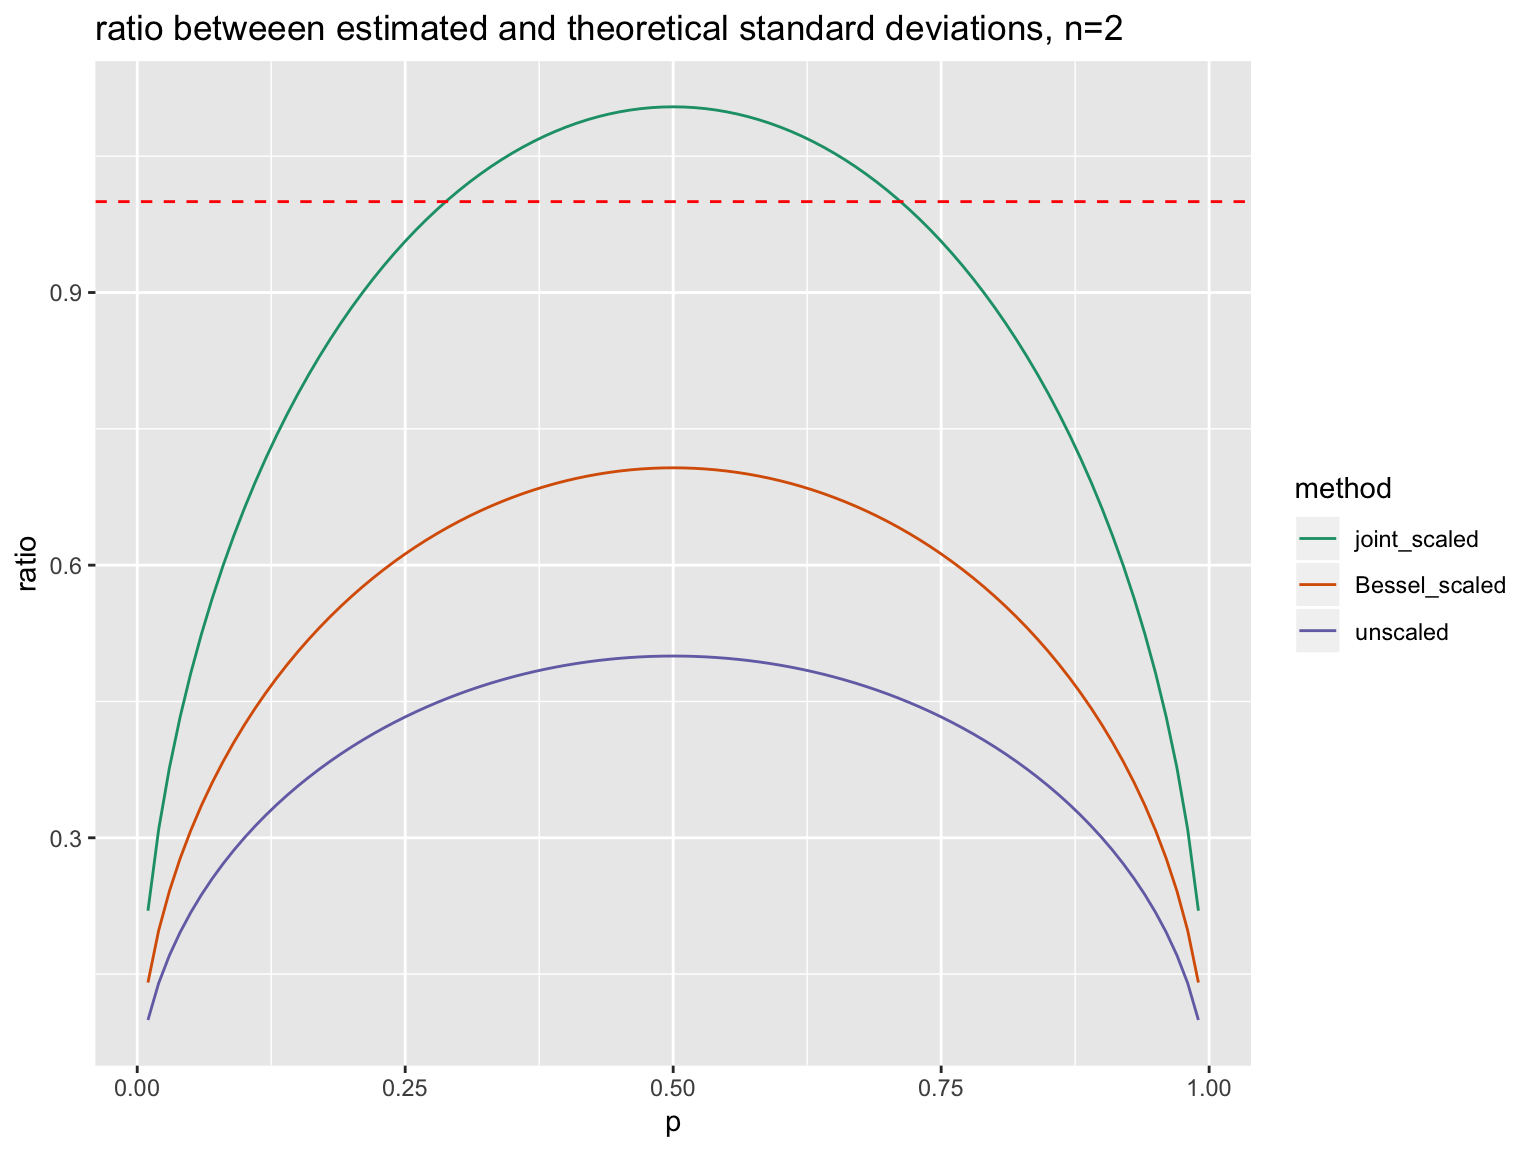 ratio betweeen estimated and theoretical standard deviations, n=2
ratio
0.9
0.6
0.3
0.00
0.25
0.50
0.75
1.00
p
method
joint_scaled
Bessel_scaled
unscaled